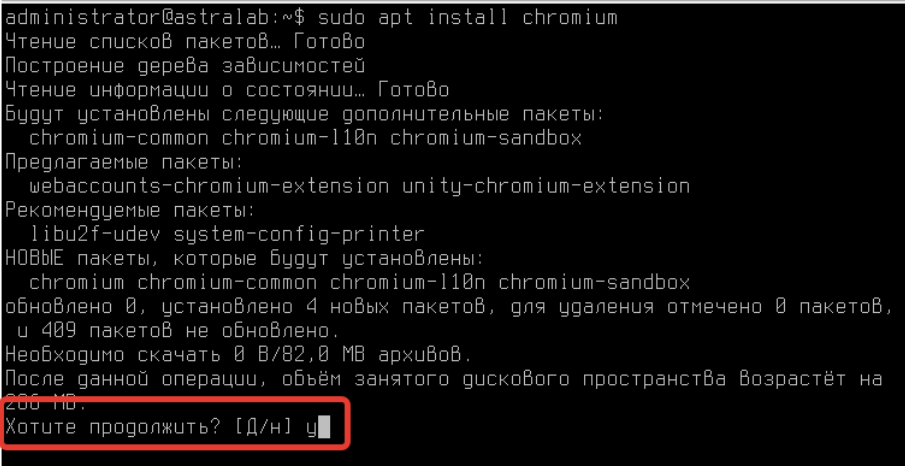 administrator@astralab:~$ sudo apt install chromium
Чтение списков пакетов… Готово
Построение дерева зависимостей
Чтение информации о состоянии… Готово
Будут установлены следующие дополнительные пакеты:
chromium-common chromium-l10n chromium-sandbox
Предлагаемые пакеты:
webaccounts-chromium-extension unity-chromium-extension
Рекомендуемые пакеты:
libu2f-udev system-config-printer
НОВЫЕ пакеты, которые будут установлены:
chromium chromium-common chromium-l10n chromium-sandbox
обновлено 0, установлено 4 новых пакетов, для удаления отмечено 0 пакетов,
и 409 пакетов не обновлено.
Необходимо скачать 0 B/82,0 MB архивов.
После данной операции, объём занятого дискового пространства возрастёт на
286 MB.
Хотите продолжить? [Д/н] y